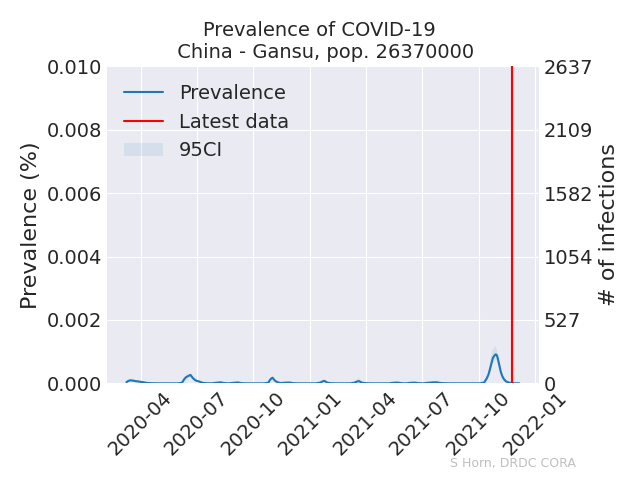 Prevalence of COVID-19
China - Gansu, pop. 26370000
Prevalence
Latest data
95CI
Prevalence (%)
0.010
0.008
0.006
0.004
0.002
0.000
2637
2109
1582
1054
527
0
# of infections
2020-04
2020-07
2020-10
2021-01
2021-04
2021-07
2021-10
2022-01
S Horn, DRDC CORA